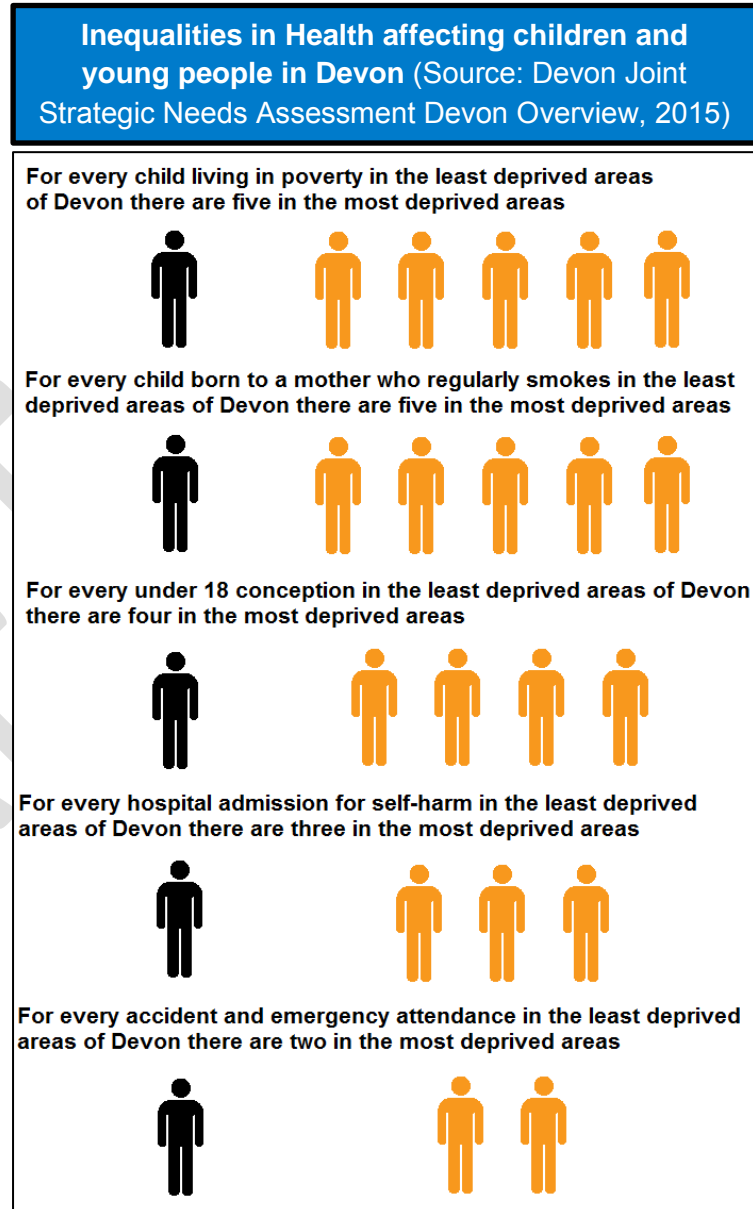 Inequalities in Health affecting children and
young people in Devon (Source: Devon Joint
Strategic Needs Assessment Devon Overview, 2015)
For every child living in poverty in the least deprived areas
of Devon there are five in the most deprived areas
For every child born to a mother who regularly smokes in the least
deprived areas of Devon there are five in the most deprived areas
For every under 18 conception in the least deprived areas of Devon
there are four in the most deprived areas
For every hospital admission for self-harm in the least deprived
areas of Devon there are three in the most deprived areas
For every accident and emergency attendance in the least deprived
areas of Devon there are two in the most deprived areas